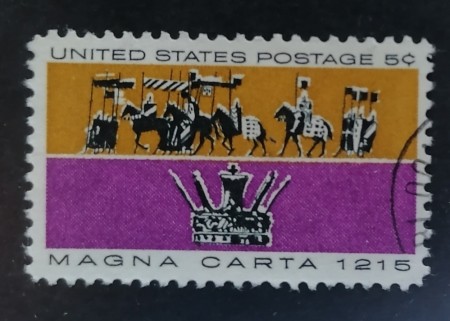 UNITED STATES POSTAGE 5¢
MAGNA CARTA 1215